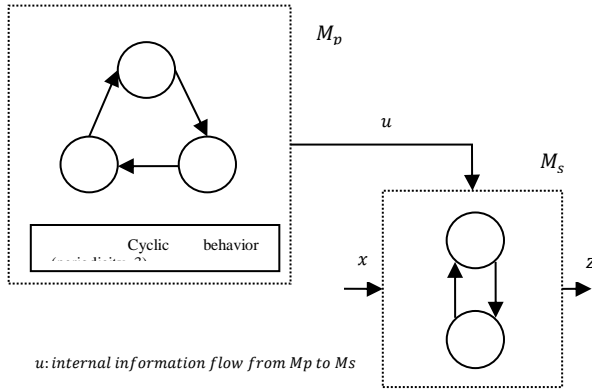 M_p
u
M_s
Cyclic behavior
x
z
u: internal information flow from Mp to Ms